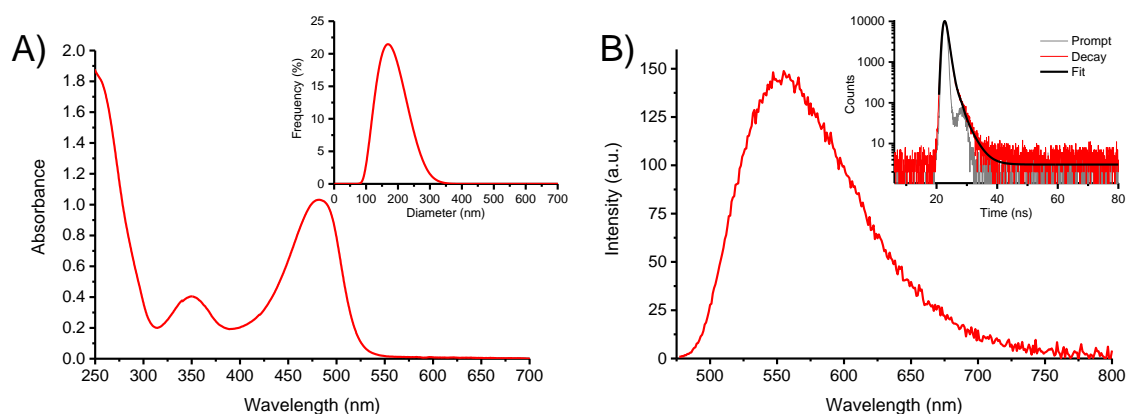 A)
2.0
1.8
1.6
1.4
1.2
1.0
0.8
0.6
0.4
0.2
0.0
Absorbance
250 300 350 400 450 500 550 600 650 700
Wavelength (nm)
25
20
15
10
5
0
Frequency (%)
0 100 200 300 400 500 600 700
Diameter (nm)
B)
150
125
100
75
50
25
0
Intensity (a.u.)
500 550 600 650 700 750 800
Wavelength (nm)
10000
1000
100
10
Counts
20 40 60 80
Time (ns)
Prompt
Decay
Fit